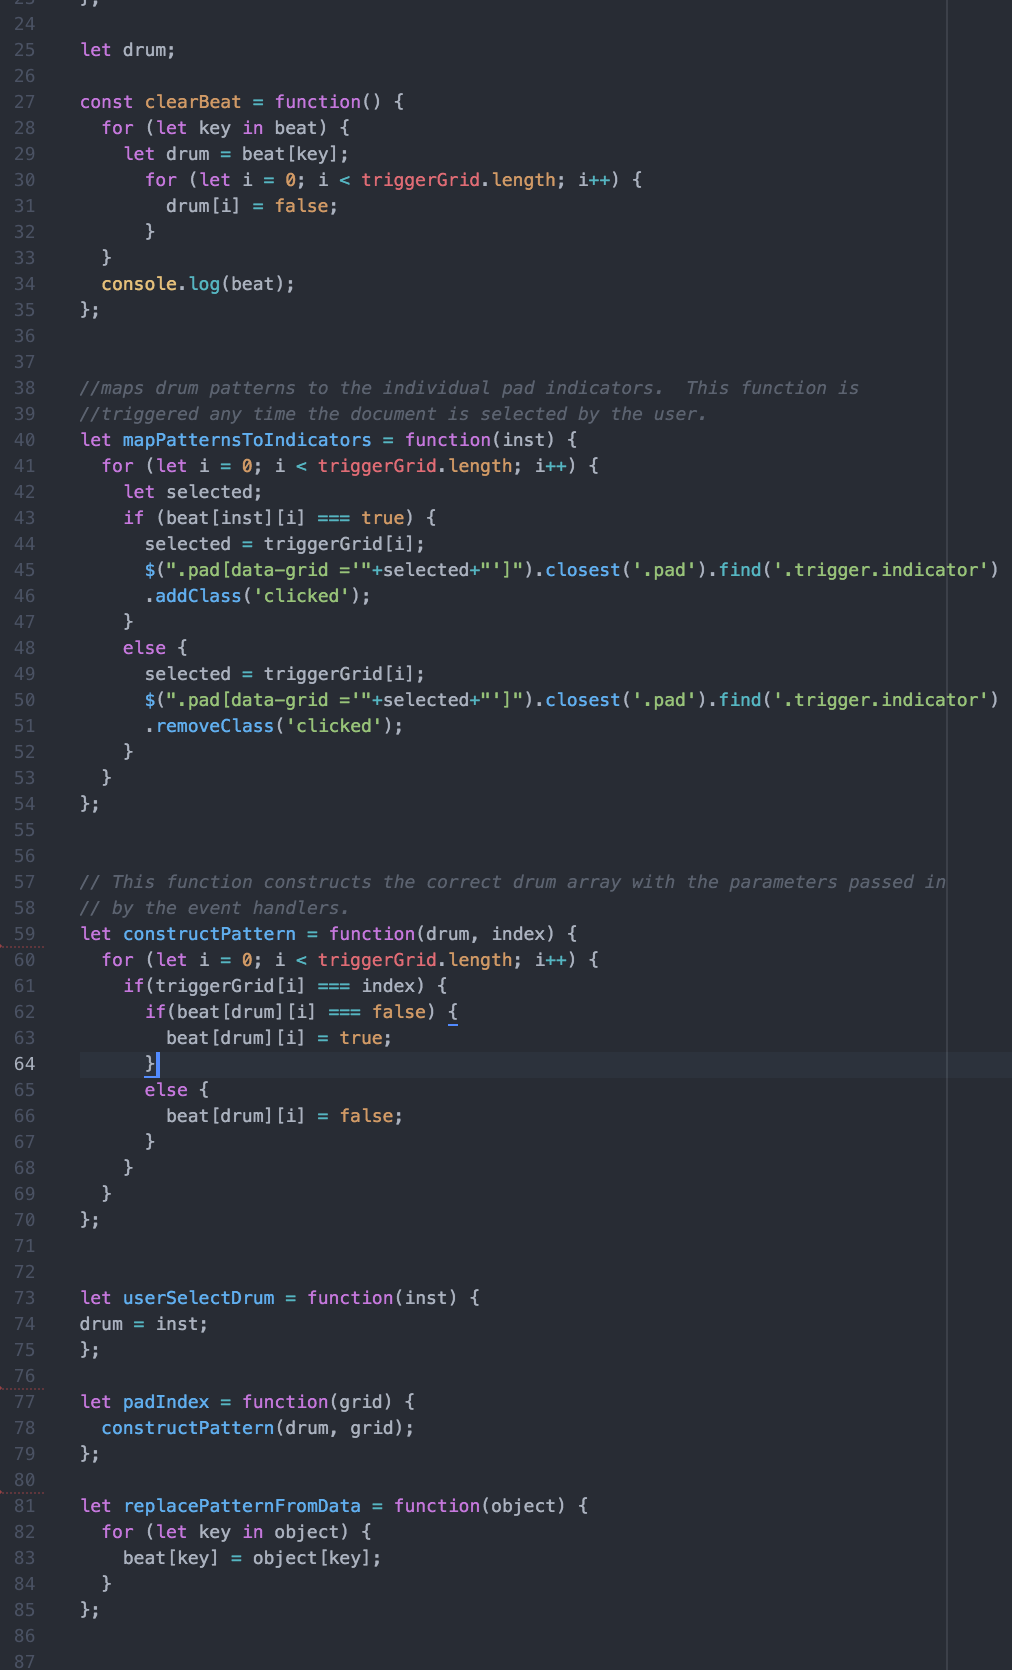 23 };
24
25 let drum;
26
27 const clearBeat = function() {
28   for (let key in beat) {
29     let drum = beat[key];
30       for (let i = 0; i < triggerGrid.length; i++) {
31         drum[i] = false;
32       }
33   }
34   console.log(beat);
35 };
36
37
38 //maps drum patterns to the individual pad indicators.  This function is
39 //triggered any time the document is selected by the user.
40 let mapPatternsToIndicators = function(inst) {
41   for (let i = 0; i < triggerGrid.length; i++) {
42     let selected;
43     if (beat[inst][i] === true) {
44       selected = triggerGrid[i];
45       $(".pad[data-grid ='"+selected+"']").closest('.pad').find('.trigger.indicator')
46       .addClass('clicked');
47     }
48     else {
49       selected = triggerGrid[i];
50       $(".pad[data-grid ='"+selected+"']").closest('.pad').find('.trigger.indicator')
51       .removeClass('clicked');
52     }
53   }
54 };
55
56
57 // This function constructs the correct drum array with the parameters passed in
58 // by the event handlers.
59 let constructPattern = function(drum, index) {
60   for (let i = 0; i < triggerGrid.length; i++) {
61     if(triggerGrid[i] === index) {
62       if(beat[drum][i] === false) {
63         beat[drum][i] = true;
64       }
65       else {
66         beat[drum][i] = false;
67       }
68     }
69   }
70 };
71
72
73 let userSelectDrum = function(inst) {
74 drum = inst;
75 };
76
77 let padIndex = function(grid) {
78   constructPattern(drum, grid);
79 };
80
81 let replacePatternFromData = function(object) {
82   for (let key in object) {
83     beat[key] = object[key];
84   }
85 };
86
87